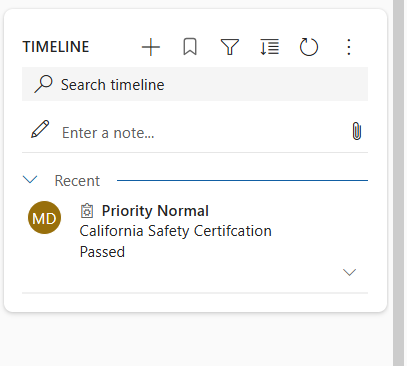 TIMELINE
Search timeline
Enter a note...
Recent
MD
Priority Normal
California Safety Certifcation
Passed